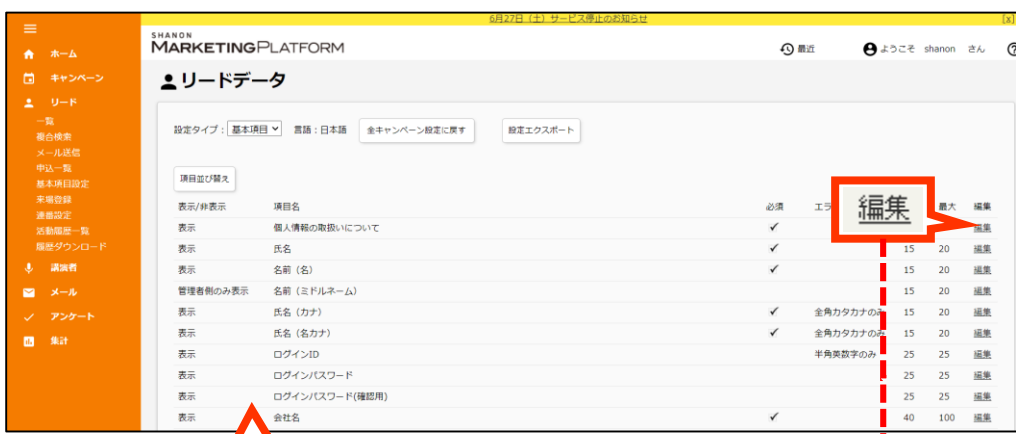 6月27日（土）サービス停止のお知らせ [x]
SHANON
MARKETINGPLATFORM
最近 ようこそ shanon さん
ホーム
キャンペーン
リード
一覧
複合検索
メール送信
申込一覧
基本項目設定
来場登録
連番設定
活動履歴一覧
履歴ダウンロード
講演者
メール
アンケート
集計
リードデータ
設定タイプ：基本項目 言語：日本語 全キャンペーン設定に戻す 設定エクスポート
項目並び替え
表示/非表示 項目名 必須 エラ 編集 最大 編集
表示 個人情報の取扱いについて ✓ 編集
表示 氏名 ✓ 15 20 編集
表示 名前（名） ✓ 15 20 編集
管理者側のみ表示 名前（ミドルネーム） 15 20 編集
表示 氏名（カナ） ✓ 全角カタカナのみ 15 20 編集
表示 氏名（名カナ） ✓ 全角カタカナのみ 15 20 編集
表示 ログインID 半角英数字のみ 25 25 編集
表示 ログインパスワード 25 25 編集
表示 ログインパスワード(確認用) 25 25 編集
表示 会社名 ✓ 40 100 編集